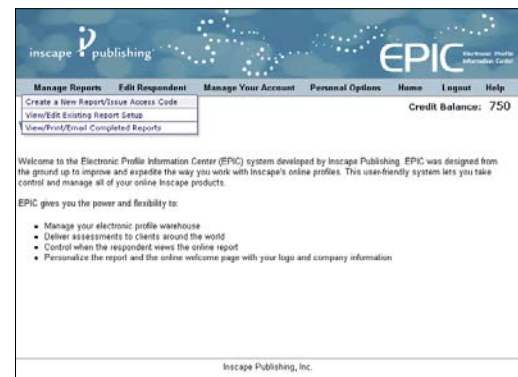 inscape publishing
EPIC
Electronic Profile
Information Center
Manage Reports Edit Respondent Manage Your Account Personal Options Home Logout Help
Create a New Report/Issue Access Code
View/Edit Existing Report Setup
View/Print/Email Completed Reports
Credit Balance: 750
Welcome to the Electronic Profile Information Center (EPIC) system developed by Inscape Publishing. EPIC was designed from
the ground up to improve and expedite the way you work with Inscape's online profiles. This user-friendly system lets you take
control and manage all of your online Inscape products.
EPIC gives you the power and flexibility to:
Manage your electronic profile warehouse
Deliver assessments to clients around the world
Control when the respondent views the online report
Personalize the report and the online welcome page with your logo and company information
Inscape Publishing, Inc.